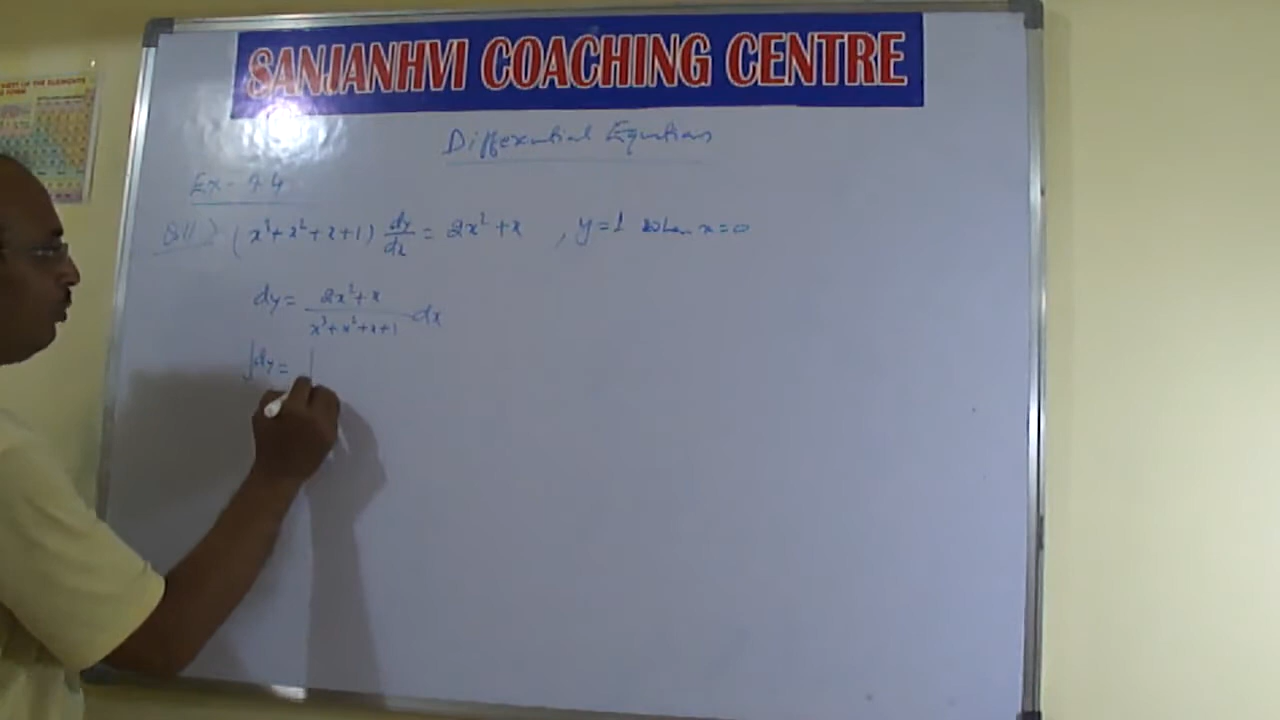 SANJANHVI COACHING CENTRE
Differential Equations
Ex-9.4
Q11) (x³+x²+x+1) dy/dx = 2x²+x , y=1 when x=0
dy = 2x²+x / x³+x²+x+1 dx
∫dy =